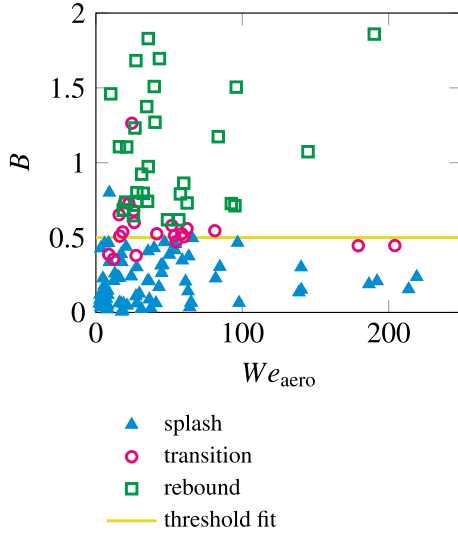 2
1.5
1
0.5
0
B
0 100 200
We_aero
splash
transition
rebound
threshold fit